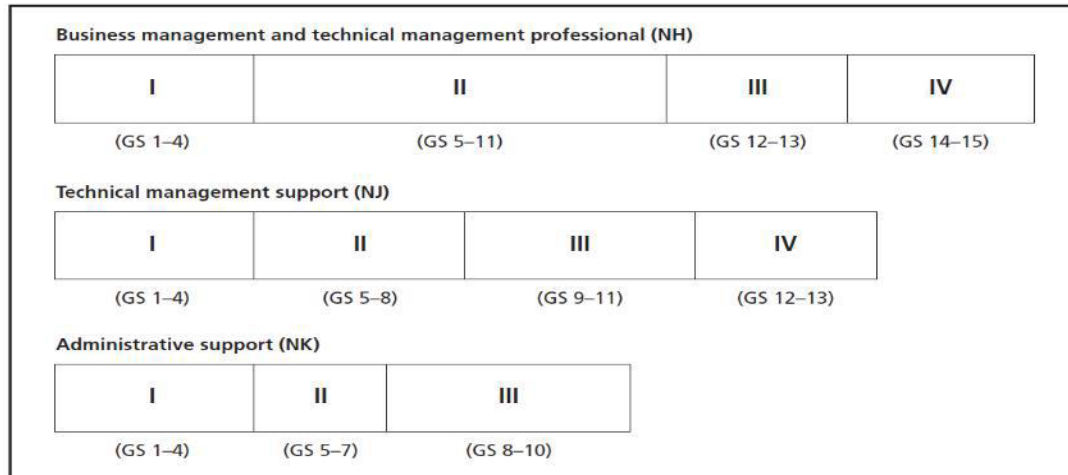 Business management and technical management professional (NH)
I II III IV
(GS 1–4) (GS 5–11) (GS 12–13) (GS 14–15)
Technical management support (NJ)
I II III IV
(GS 1–4) (GS 5–8) (GS 9–11) (GS 12–13)
Administrative support (NK)
I II III
(GS 1–4) (GS 5–7) (GS 8–10)